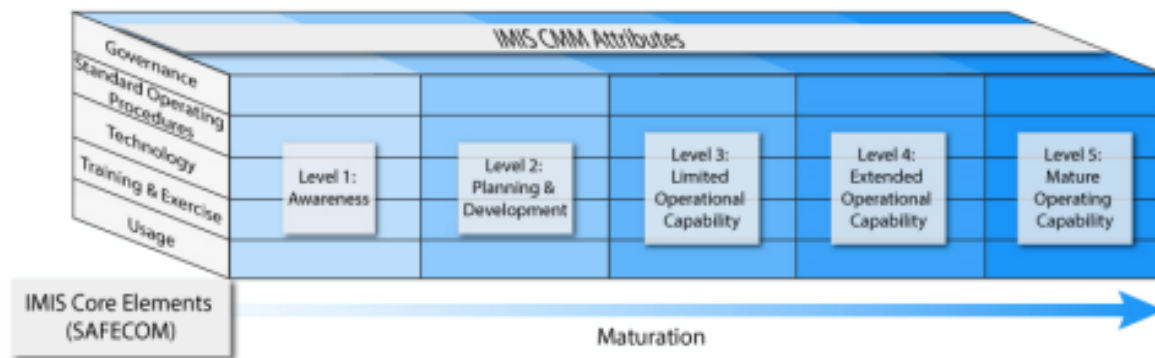 IMIS CMM Attributes
Governance
Standard Operating
Procedures
Technology
Training & Exercise
Usage
Level 1:
Awareness
Level 2:
Planning &
Development
Level 3:
Limited
Operational
Capability
Level 4:
Extended
Operational
Capability
Level 5:
Mature
Operating
Capability
IMIS Core Elements
(SAFECOM)
Maturation